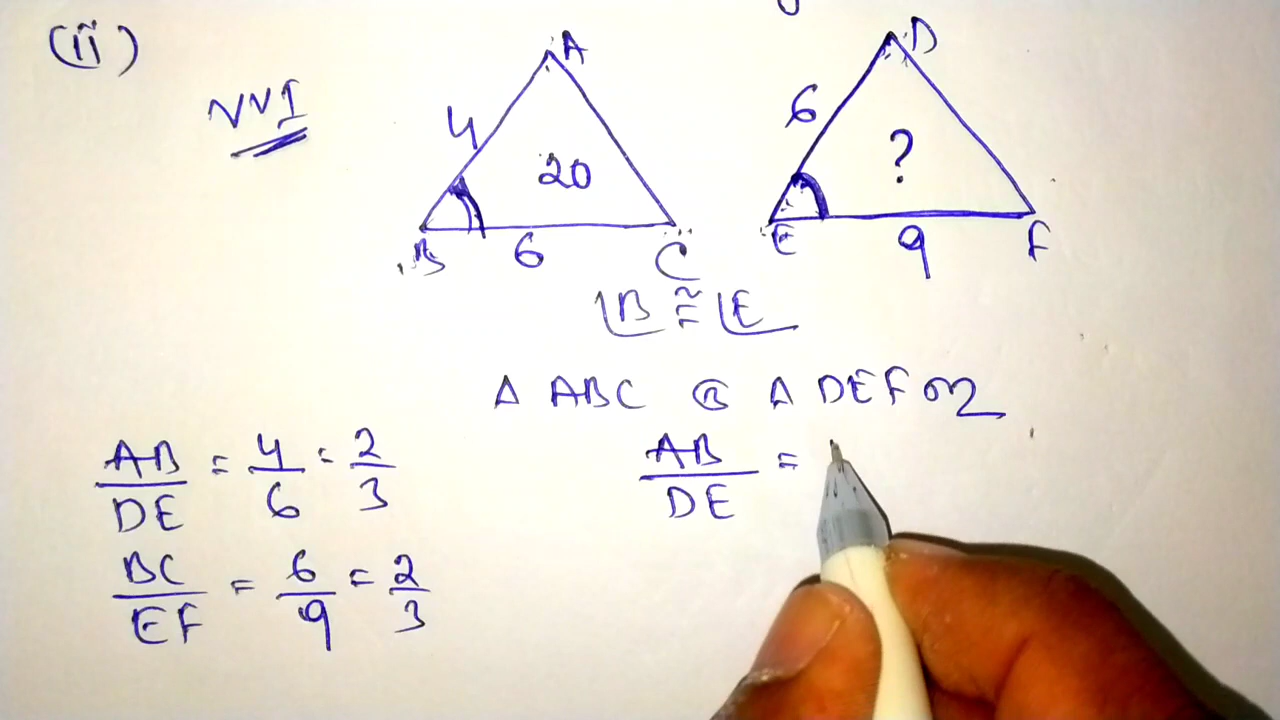 (ii)
VVI
A
4
20
B
6
C
D
6
?
E
9
F
∠B ≅ ∠E
Δ ABC Δ DEF
AB/DE = 4/6 = 2/3
AB/DE =
BC/EF = 6/9 = 2/3